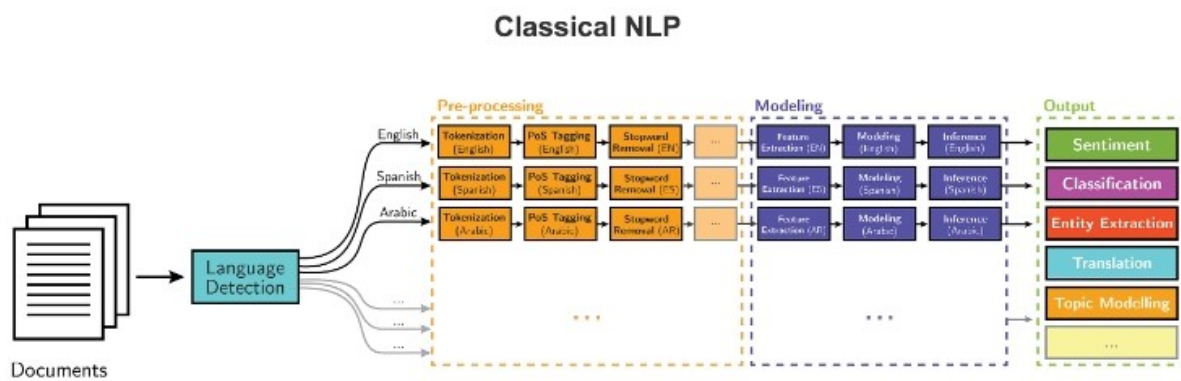 Classical NLP
Pre-processing
Modeling
Output
English
Tokenization
(English)
PoS Tagging
(English)
Stopword
Removal (EN)
...
Feature
Extraction (EN)
Modeling
(English)
Inference
(English)
Sentiment
Spanish
Tokenization
(Spanish)
PoS Tagging
(Spanish)
Stopword
Removal (ES)
...
Feature
Extraction (ES)
Modeling
(Spanish)
Inference
(Spanish)
Classification
Arabic
Tokenization
(Arabic)
PoS Tagging
(Arabic)
Stopword
Removal (AR)
...
Feature
Extraction (AR)
Modeling
(Arabic)
Inference
(Arabic)
Entity Extraction
Language
Detection
Translation
...
...
...
...
...
Topic Modelling
...
Documents